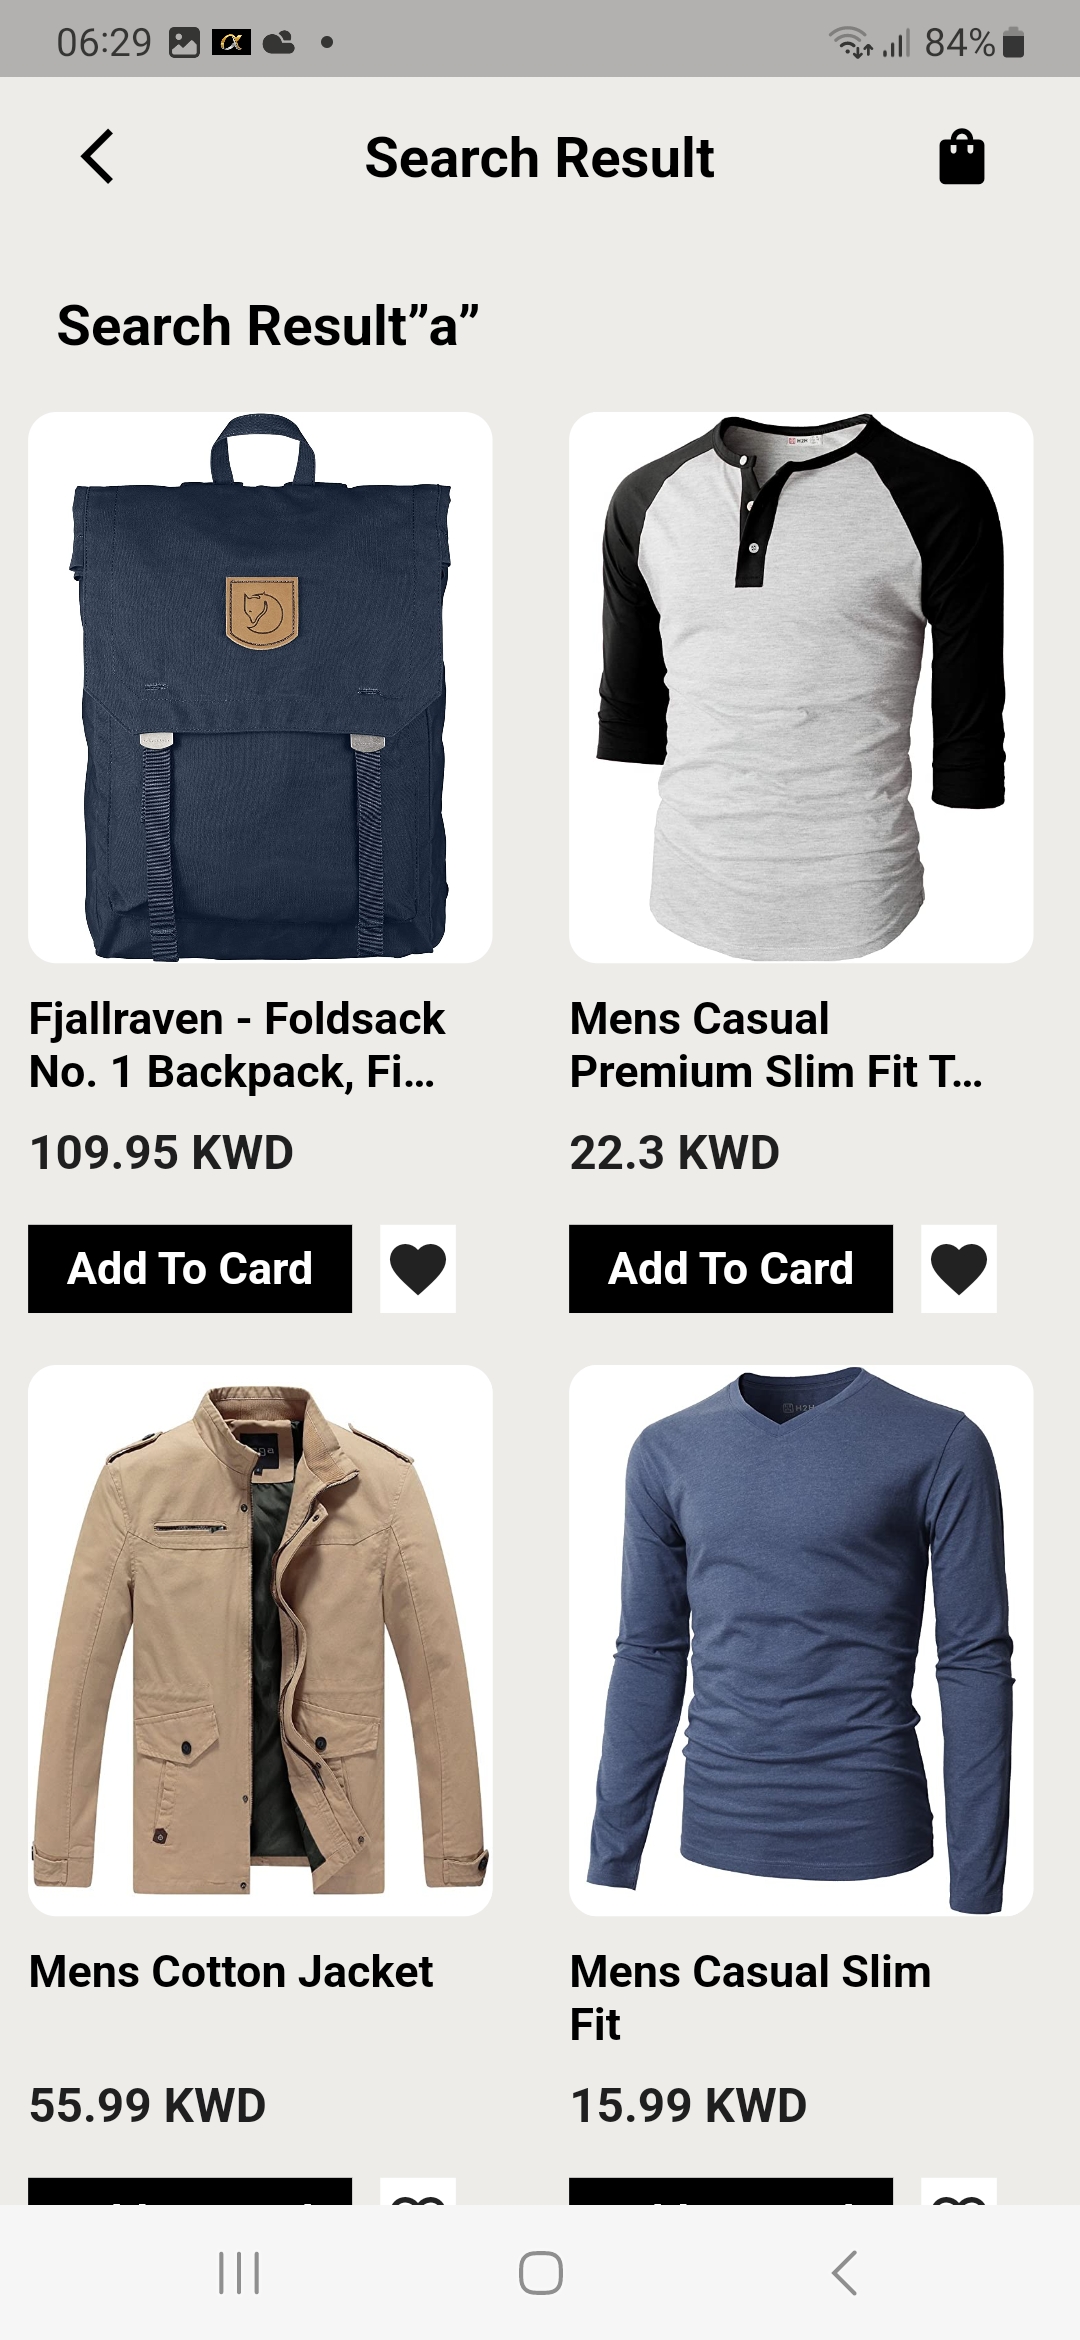 06:29
84%
Search Result
Search Result”a”
H2H
Fjallraven - Foldsack
No. 1 Backpack, Fi...
109.95 KWD
Add To Card
Mens Casual
Premium Slim Fit T...
22.3 KWD
Add To Card
H2H
Mens Cotton Jacket
55.99 KWD
Mens Casual Slim
Fit
15.99 KWD